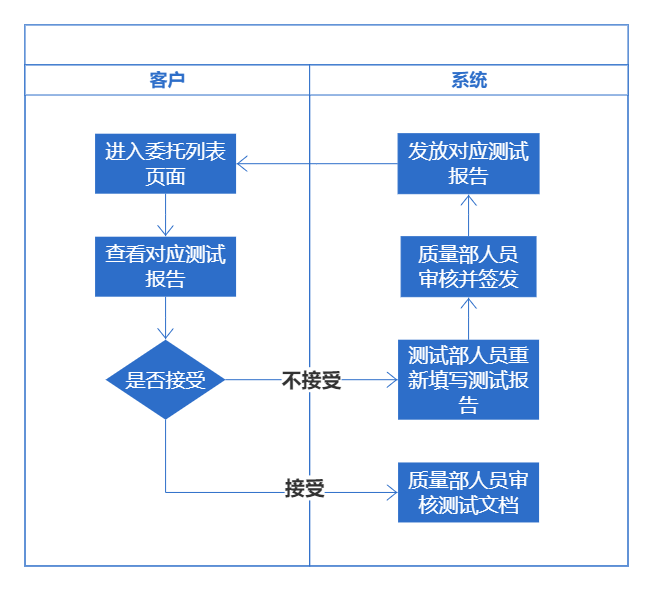 客户
系统
进入委托列表
页面
发放对应测试
报告
查看对应测试
报告
质量部人员
审核并签发
是否接受
不接受
测试部人员重
新填写测试报
告
接受
质量部人员审
核测试文档